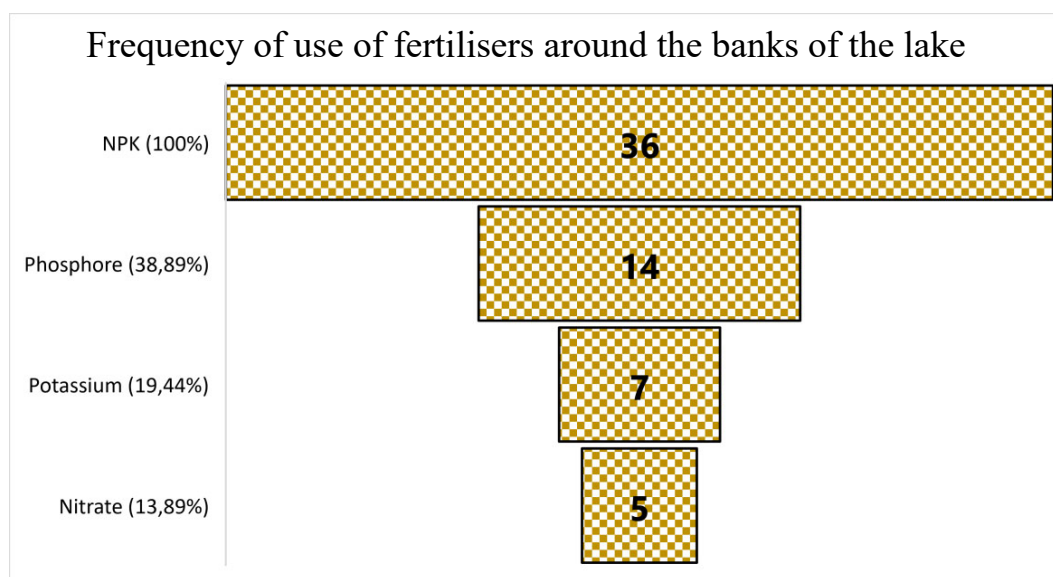 Frequency of use of fertilisers around the banks of the lake
NPK (100%)
36
Phosphore (38,89%)
14
Potassium (19,44%)
7
Nitrate (13,89%)
5